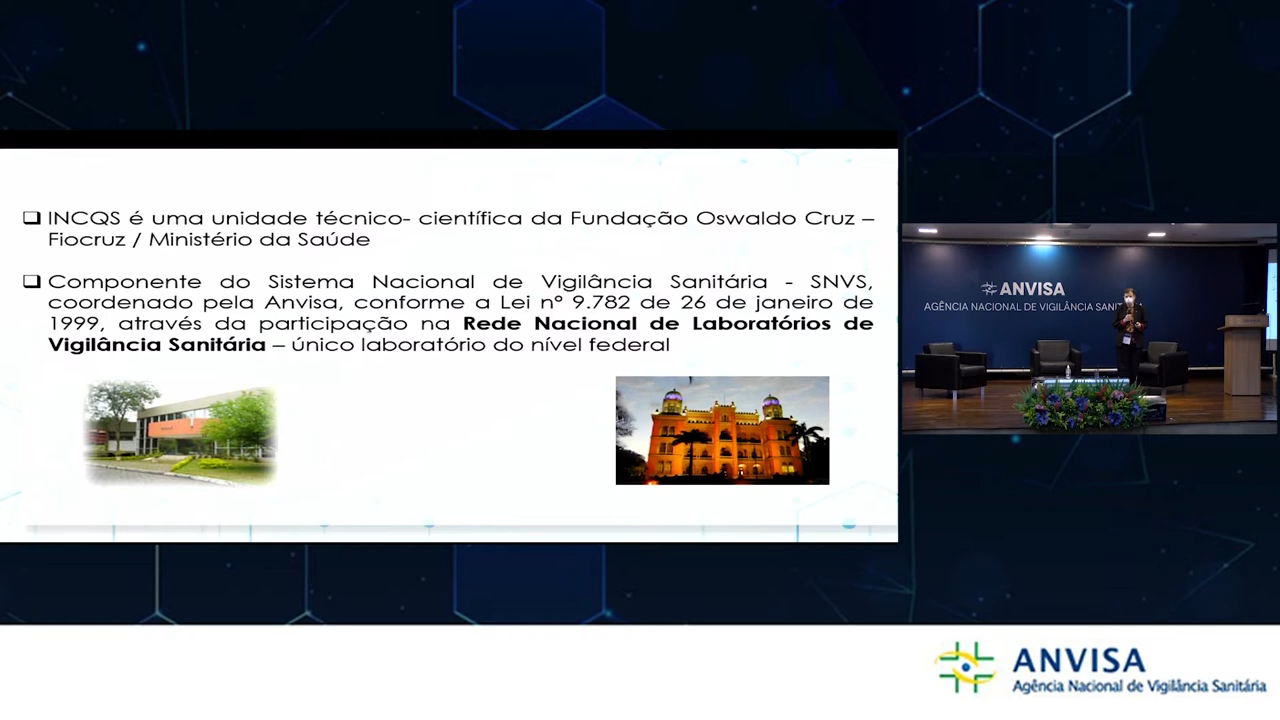 ❑ INCQS é uma unidade técnico- científica da Fundação Oswaldo Cruz –
Fiocruz / Ministério da Saúde
❑ Componente do Sistema Nacional de Vigilância Sanitária - SNVS,
coordenado pela Anvisa, conforme a Lei nº 9.782 de 26 de janeiro de
1999, através da participação na Rede Nacional de Laboratórios de
Vigilância Sanitária – único laboratório do nível federal
ANVISA
AGÊNCIA NACIONAL DE VIGILÂNCIA SANIT
ANVISA
Agência Nacional de Vigilância Sanitária